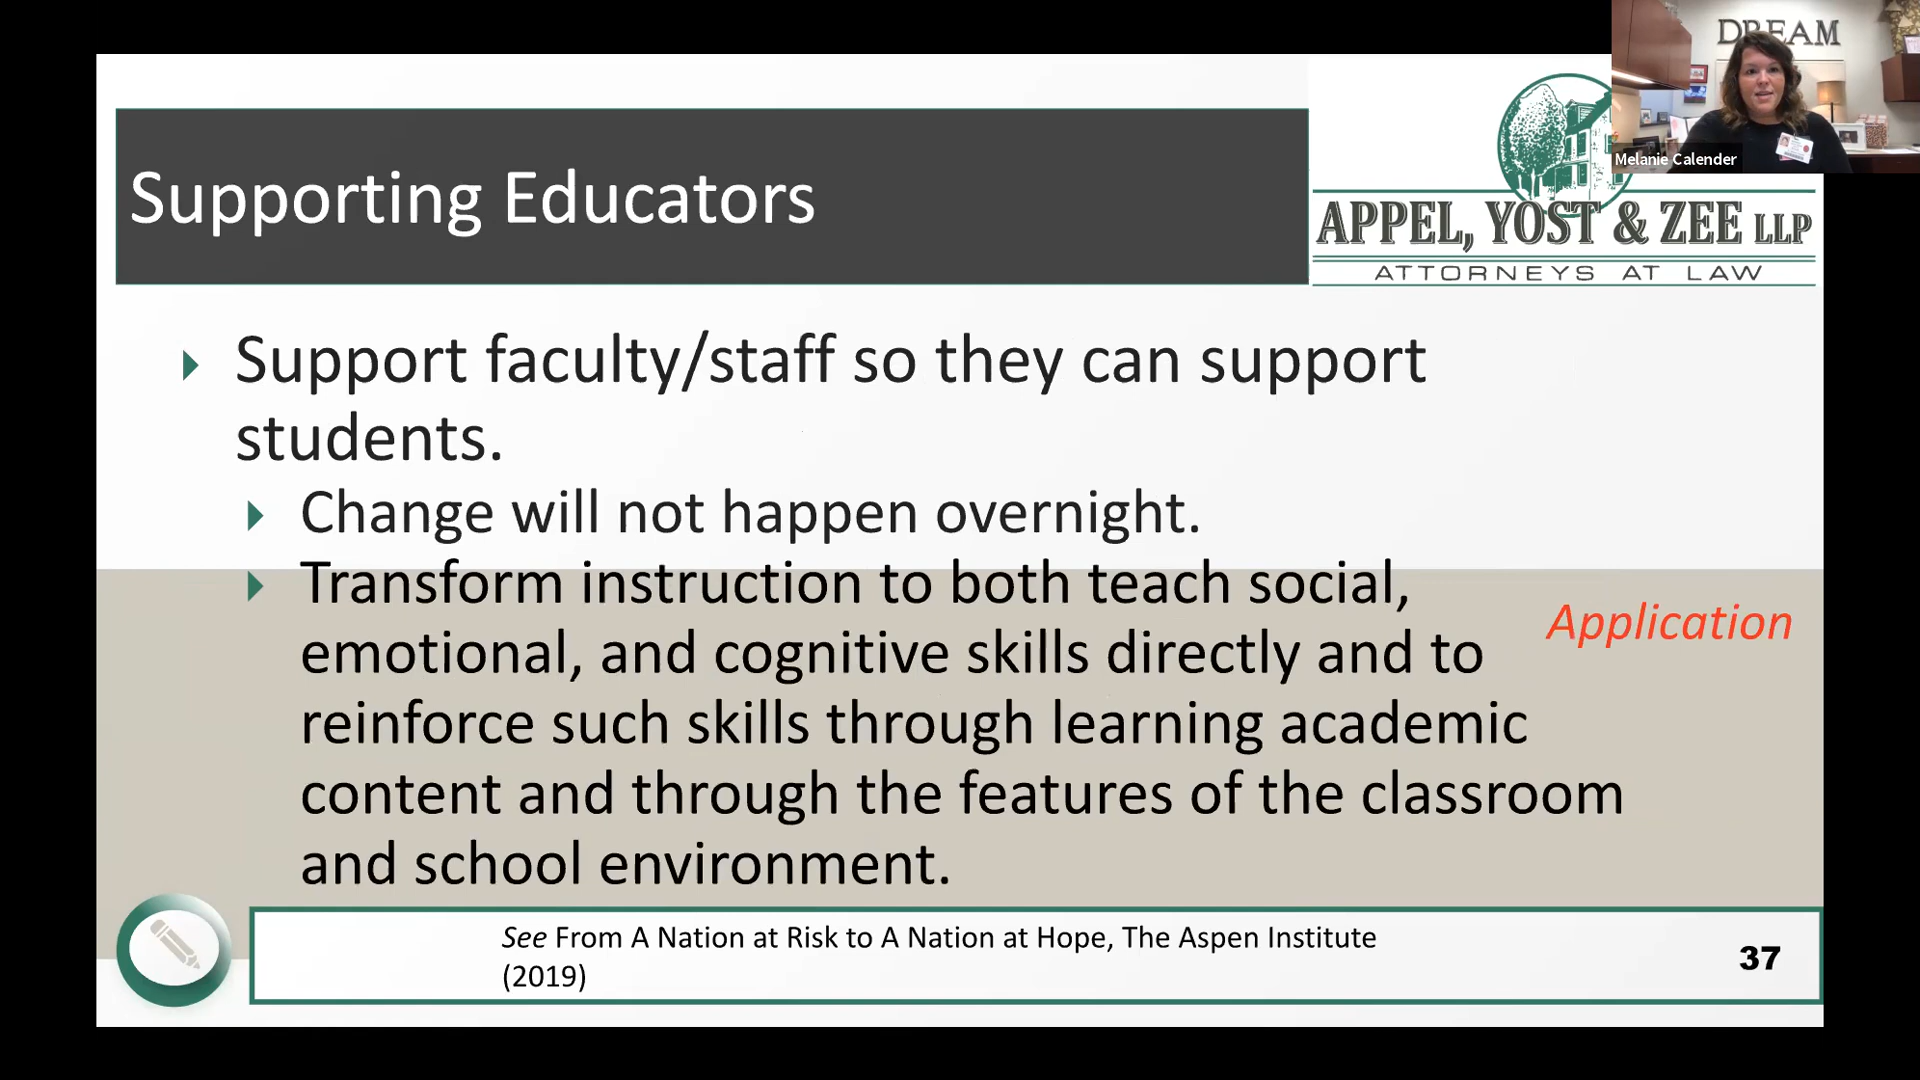 DREAM
Melanie Calender
Supporting Educators
APPEL, YOST & ZEE LLP
ATTORNEYS AT LAW
Support faculty/staff so they can support
students.
Change will not happen overnight.
Transform instruction to both teach social,
emotional, and cognitive skills directly and to
reinforce such skills through learning academic
content and through the features of the classroom
and school environment.
Application
See From A Nation at Risk to A Nation at Hope, The Aspen Institute
(2019)
37